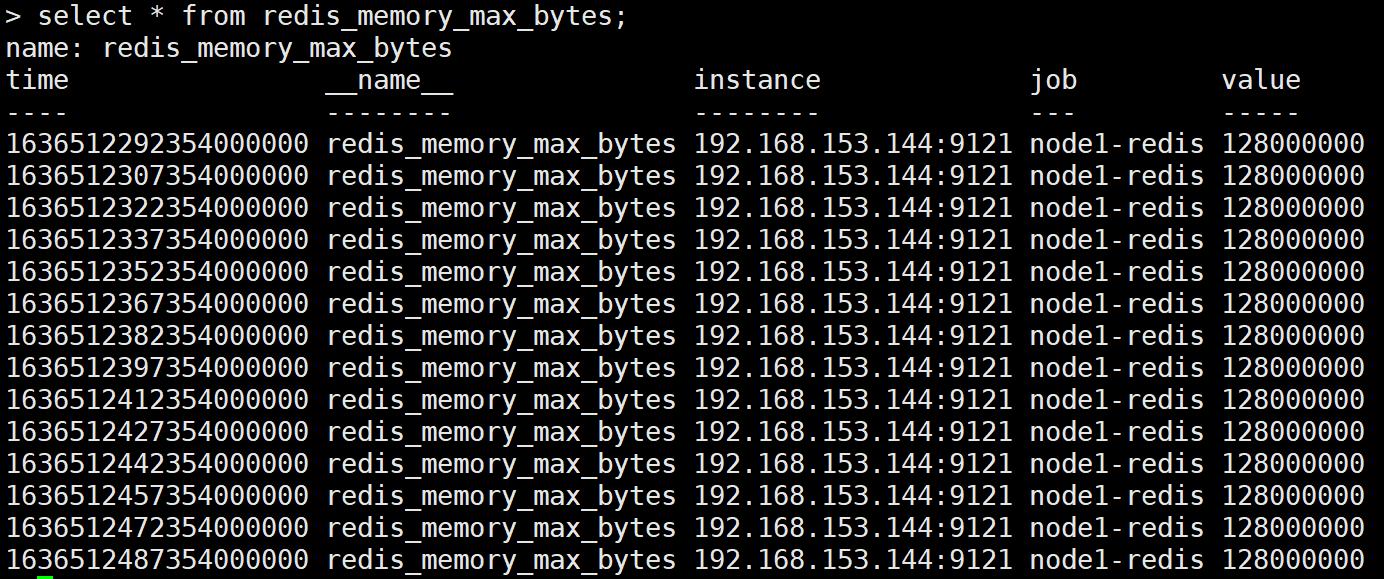 > select * from redis_memory_max_bytes;
name: redis_memory_max_bytes
time                __name__               instance             job         value
----                --------               --------             ---         -----
1636512292354000000 redis_memory_max_bytes 192.168.153.144:9121 node1-redis 128000000
1636512307354000000 redis_memory_max_bytes 192.168.153.144:9121 node1-redis 128000000
1636512322354000000 redis_memory_max_bytes 192.168.153.144:9121 node1-redis 128000000
1636512337354000000 redis_memory_max_bytes 192.168.153.144:9121 node1-redis 128000000
1636512352354000000 redis_memory_max_bytes 192.168.153.144:9121 node1-redis 128000000
1636512367354000000 redis_memory_max_bytes 192.168.153.144:9121 node1-redis 128000000
1636512382354000000 redis_memory_max_bytes 192.168.153.144:9121 node1-redis 128000000
1636512397354000000 redis_memory_max_bytes 192.168.153.144:9121 node1-redis 128000000
1636512412354000000 redis_memory_max_bytes 192.168.153.144:9121 node1-redis 128000000
1636512427354000000 redis_memory_max_bytes 192.168.153.144:9121 node1-redis 128000000
1636512442354000000 redis_memory_max_bytes 192.168.153.144:9121 node1-redis 128000000
1636512457354000000 redis_memory_max_bytes 192.168.153.144:9121 node1-redis 128000000
1636512472354000000 redis_memory_max_bytes 192.168.153.144:9121 node1-redis 128000000
1636512487354000000 redis_memory_max_bytes 192.168.153.144:9121 node1-redis 128000000